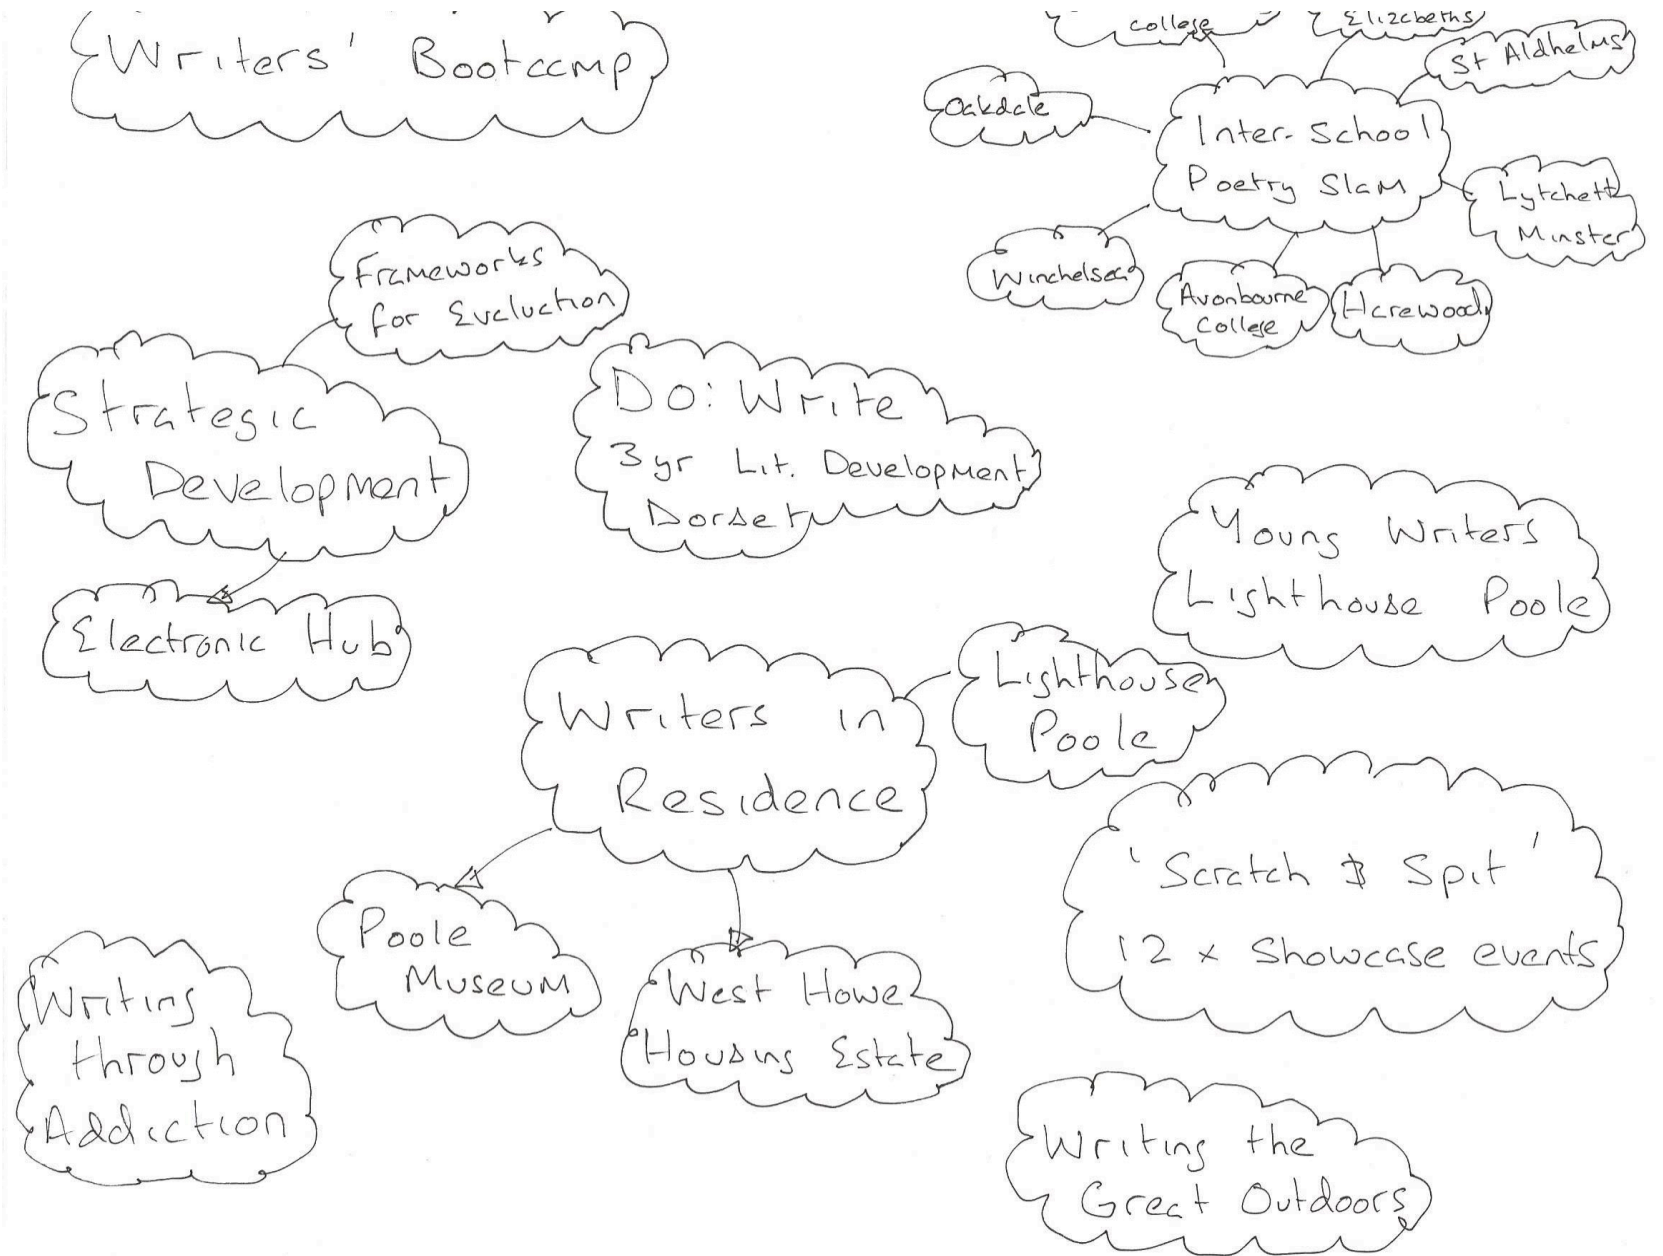 Writers' Bootcamp
College
Elizabeths
St Aldhelms
Oakdale
Inter-School
Poetry Slam
Lytchett
Minster
Winchelsea
Avonbourne
College
Harewood
Frameworks
for Evaluation
Strategic
Development
Do: Write
3yr Lit. Development
Dorset
Electronic Hub
Young Writers
Lighthouse Poole
Writers in
Residence
Lighthouse
Poole
'Scratch & Spit'
12 x Showcase events
Poole
Museum
West Howe
Housing Estate
Writing
through
Addiction
Writing the
Great Outdoors